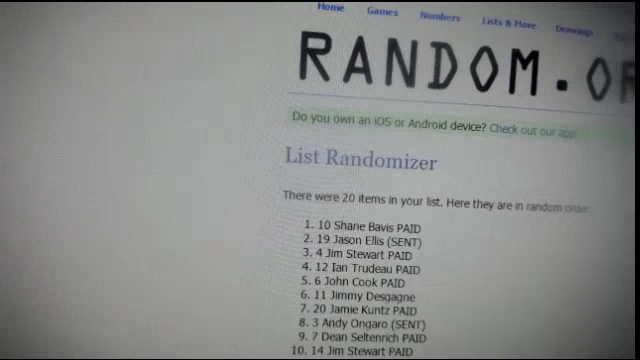 Home Games Numbers Lists & More Drawings
RANDOM.OR
Do you own an iOS or Android device? Check out our app!
List Randomizer
There were 20 items in your list. Here they are in random order:
1. 10 Shane Bavis PAID
2. 19 Jason Ellis (SENT)
3. 4 Jim Stewart PAID
4. 12 Ian Trudeau PAID
5. 6 John Cook PAID
6. 11 Jimmy Desgagne
7. 20 Jamie Kuntz PAID
8. 3 Andy Ongaro (SENT)
9. 7 Dean Seltenrich PAID
10. 14 Jim Stewart PAID